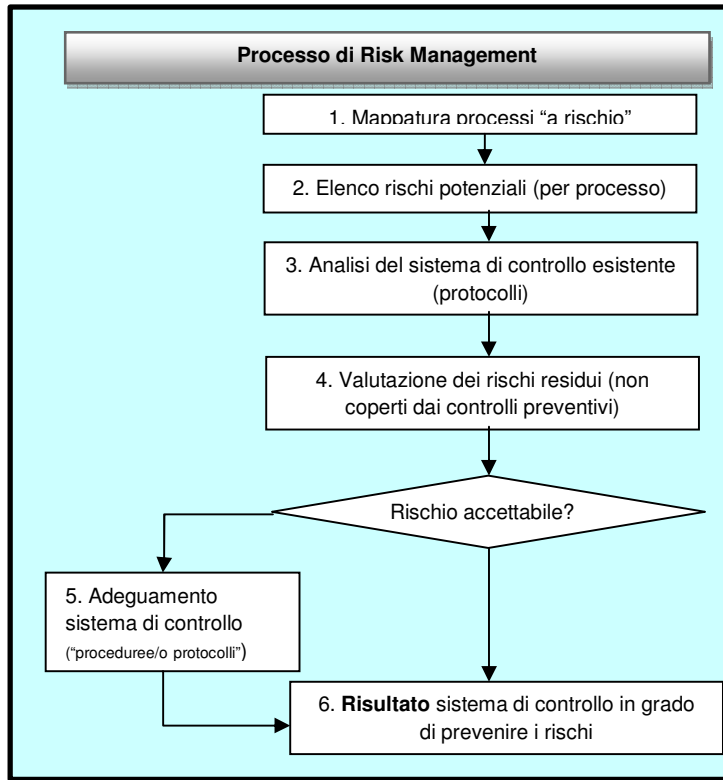 Processo di Risk Management
1. Mappatura processi “a rischio”
2. Elenco rischi potenziali (per processo)
3. Analisi del sistema di controllo esistente
(protocolli)
4. Valutazione dei rischi residui (non
coperti dai controlli preventivi)
Rischio accettabile?
5. Adeguamento
sistema di controllo
(“proceduree/o protocolli”)
6. Risultato sistema di controllo in grado
di prevenire i rischi